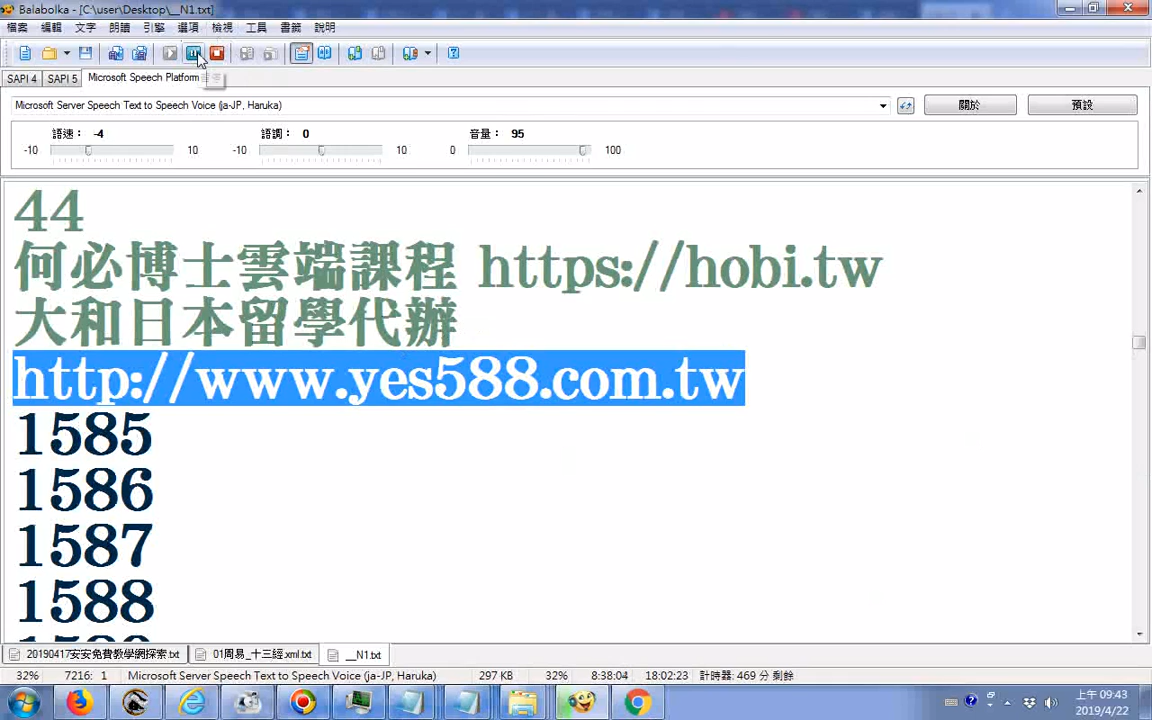 Balabolka - [C:\user\Desktop\__N1.txt]
檔案 編輯 文字 朗讀 引擎 選項 檢視 工具 書籤 說明
SAPI 4 SAPI 5 Microsoft Speech Platform
Microsoft Server Speech Text to Speech Voice (ja-JP, Haruka) 關於 預設
語速： -4 語調： 0 音量： 95
-10 10 -10 10 0 100
44
何必博士雲端課程 https://hobi.tw
大和日本留學代辦
http://www.yes588.com.tw
1585
1586
1587
1588
20190417安安免費教學網探索.txt 01周易_十三經.xml.txt __N1.txt
32% 7216: 1 Microsoft Server Speech Text to Speech Voice (ja-JP, Haruka) 297 KB 32% 8:38:04 18:02:23 計時器: 469 分 剩餘
上午 09:43
2019/4/22